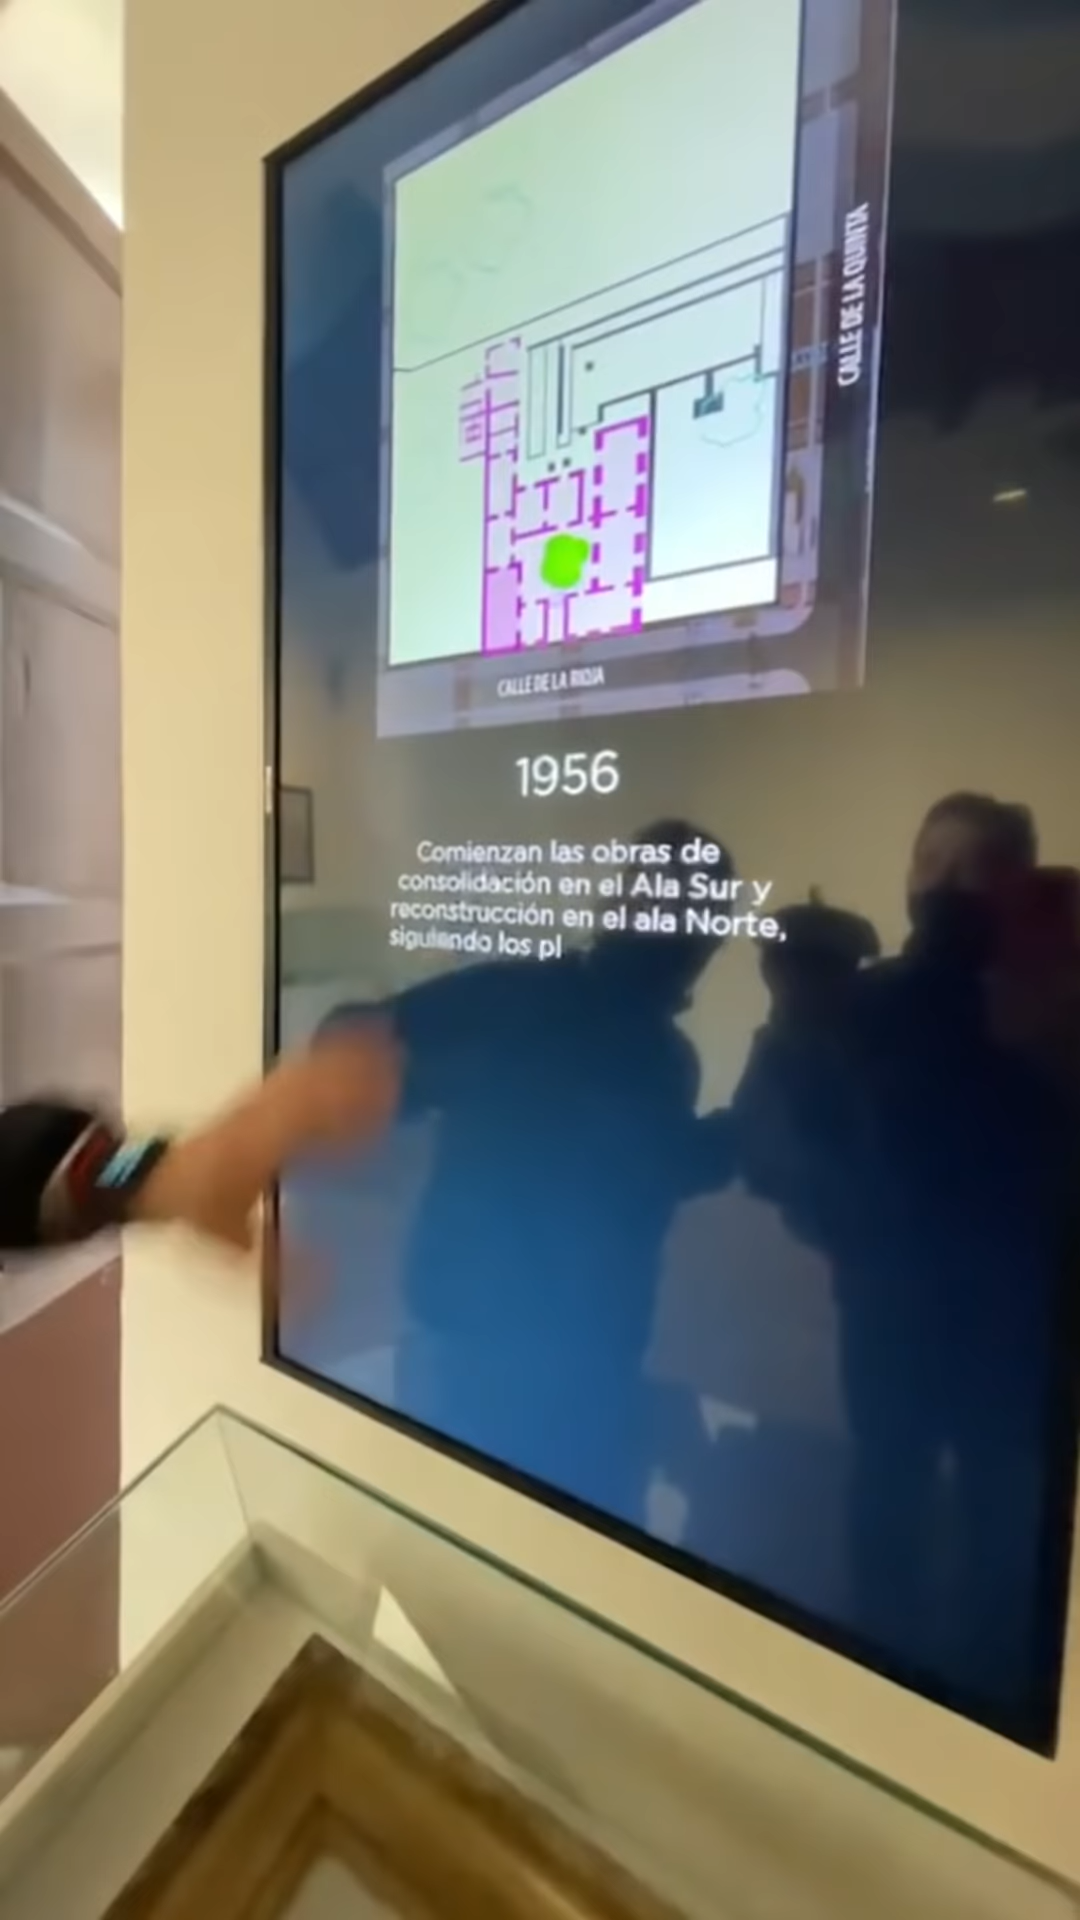 CALLE DE LA QUINTA
CALLE DE LA RIOJA
1956
Comienzan las obras de
consolidación en el Ala Sur y
reconstrucción en el ala Norte,
siguiendo los pl